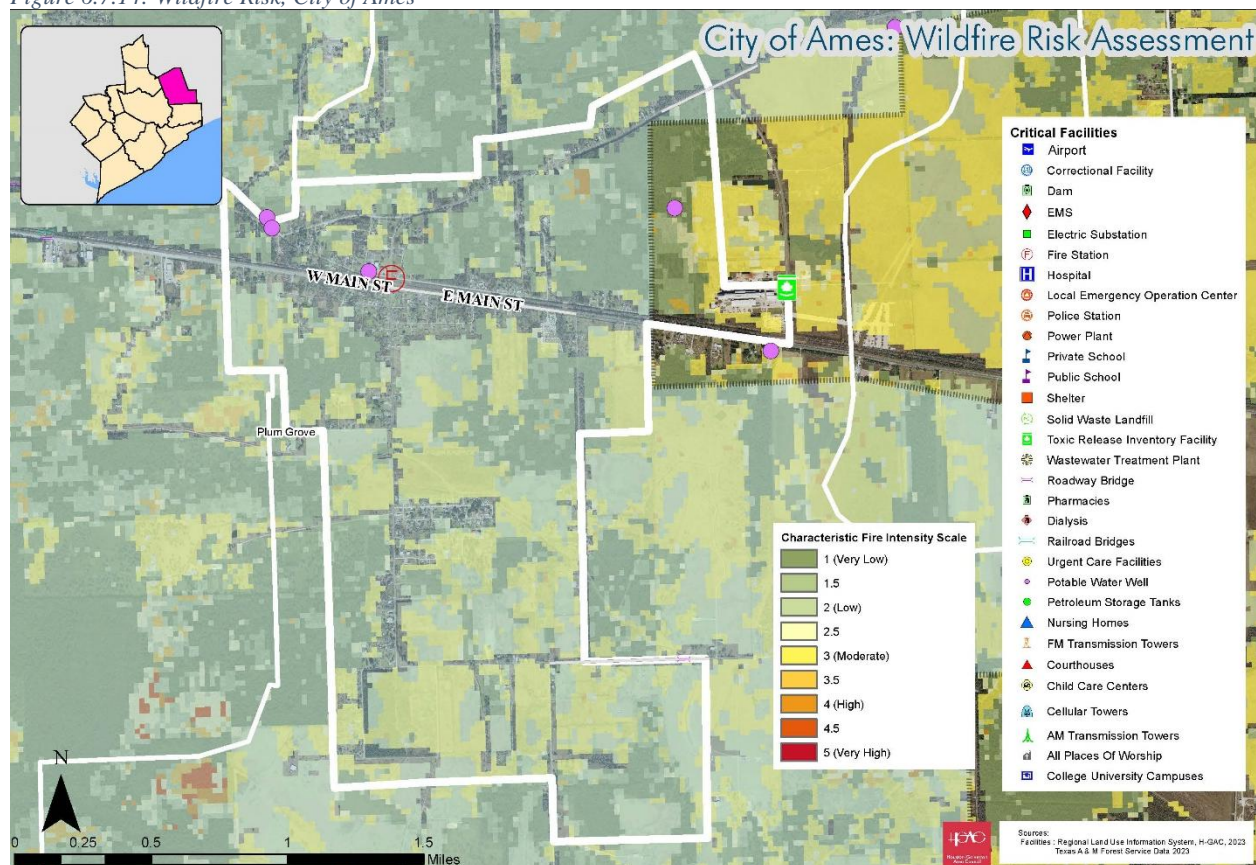 Figure 6.7.14: Wildfire Risk, City of Ames
City of Ames: Wildfire Risk Assessment
W MAIN ST
E MAIN ST
Plum Grove
Critical Facilities
Airport
Correctional Facility
Dam
EMS
Electric Substation
Fire Station
Hospital
Local Emergency Operation Center
Police Station
Power Plant
Private School
Public School
Shelter
Solid Waste Landfill
Toxic Release Inventory Facility
Wastewater Treatment Plant
Roadway Bridge
Pharmacies
Dialysis
Railroad Bridges
Urgent Care Facilities
Potable Water Well
Petroleum Storage Tanks
Nursing Homes
FM Transmission Towers
Courthouses
Child Care Centers
Cellular Towers
AM Transmission Towers
All Places Of Worship
College University Campuses
Characteristic Fire Intensity Scale
1 (Very Low)
1.5
2 (Low)
2.5
3 (Moderate)
3.5
4 (High)
4.5
5 (Very High)
N
0 0.25 0.5 1 1.5
Miles
Sources:
Facilities : Regional Land Use Information System, H-GAC, 2023
Texas A & M Forest Service Data 2023